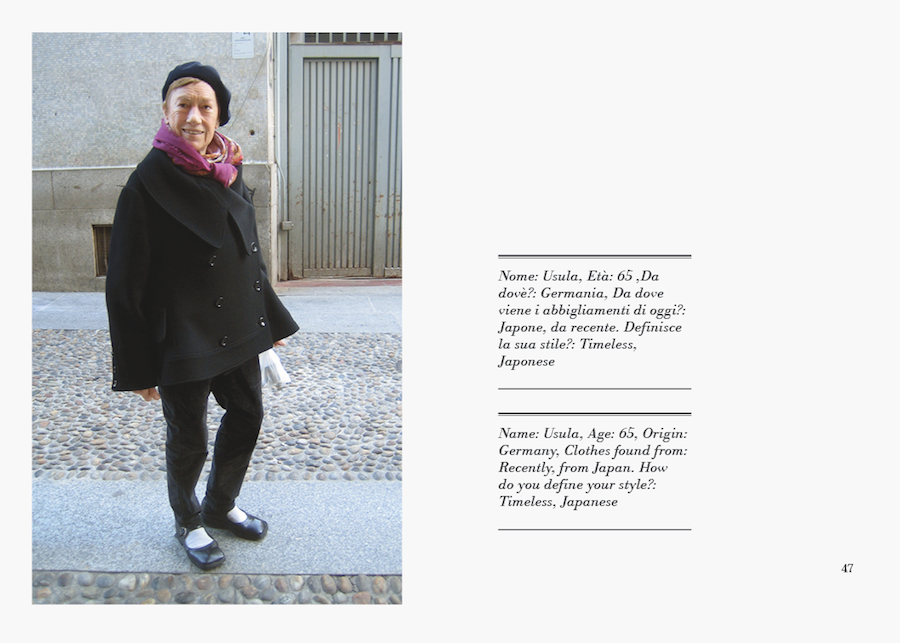 Nome: Usula, Età: 65 ,Da
dovè?: Germania, Da dove
viene i abbigliamenti di oggi?:
Japone, da recente. Definisce
la sua stile?: Timeless,
Japonese
Name: Usula, Age: 65, Origin:
Germany, Clothes found from:
Recently, from Japan. How
do you define your style?:
Timeless, Japanese
47